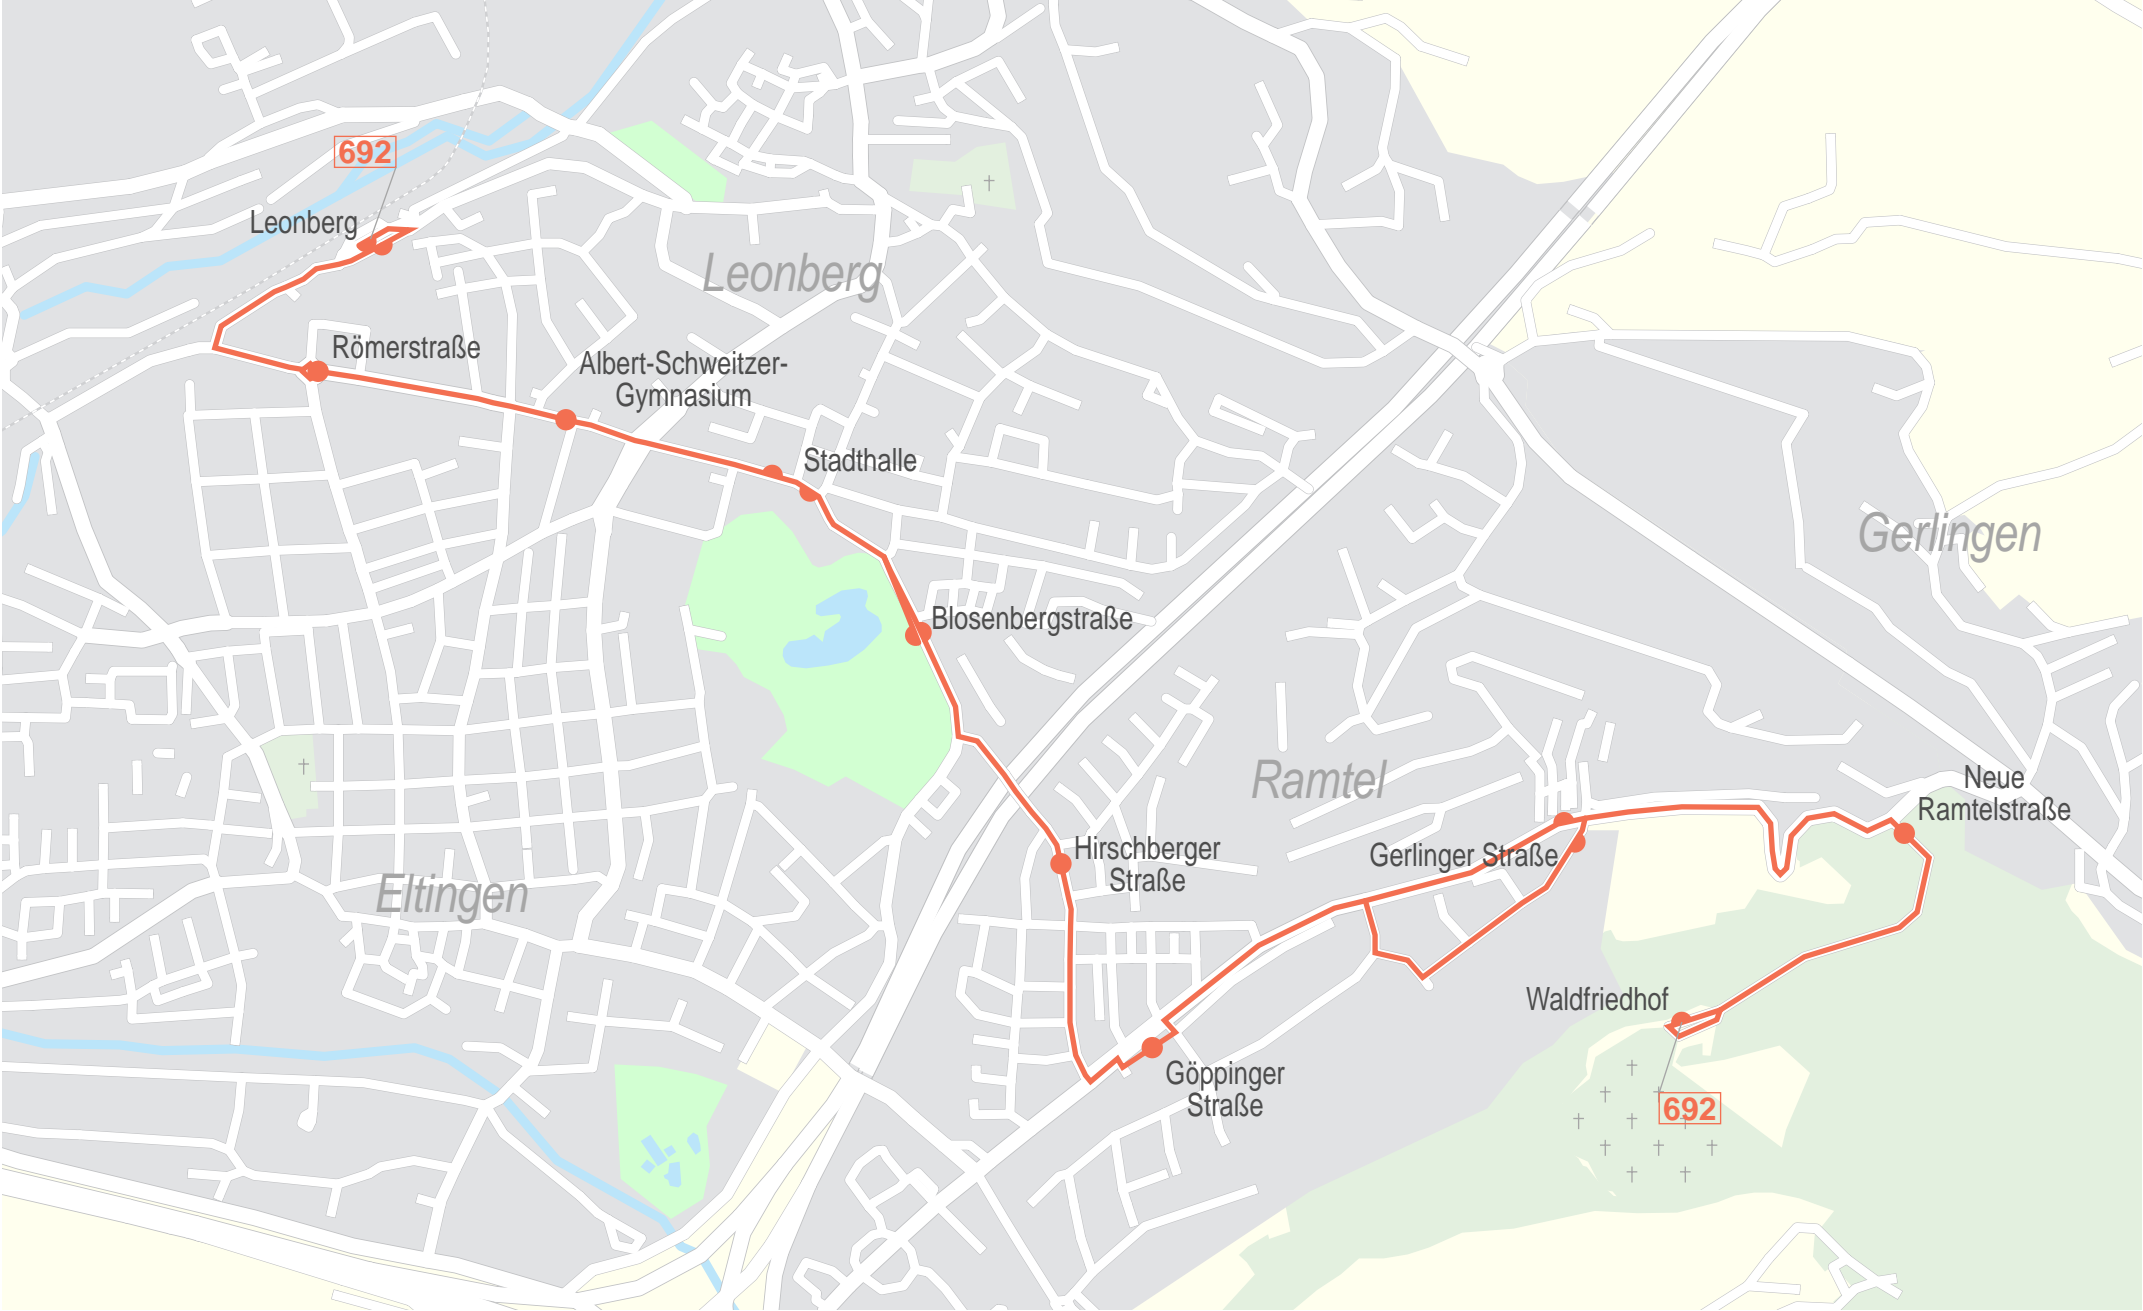 692
Leonberg
Leonberg
Römerstraße
Albert-Schweitzer-
Gymnasium
Stadthalle
Gerlingen
Blosenbergstraße
Ramtel
Neue
Ramtelstraße
Hirschberger
Straße
Gerlinger Straße
Eltingen
Waldfriedhof
Göppinger
Straße
692